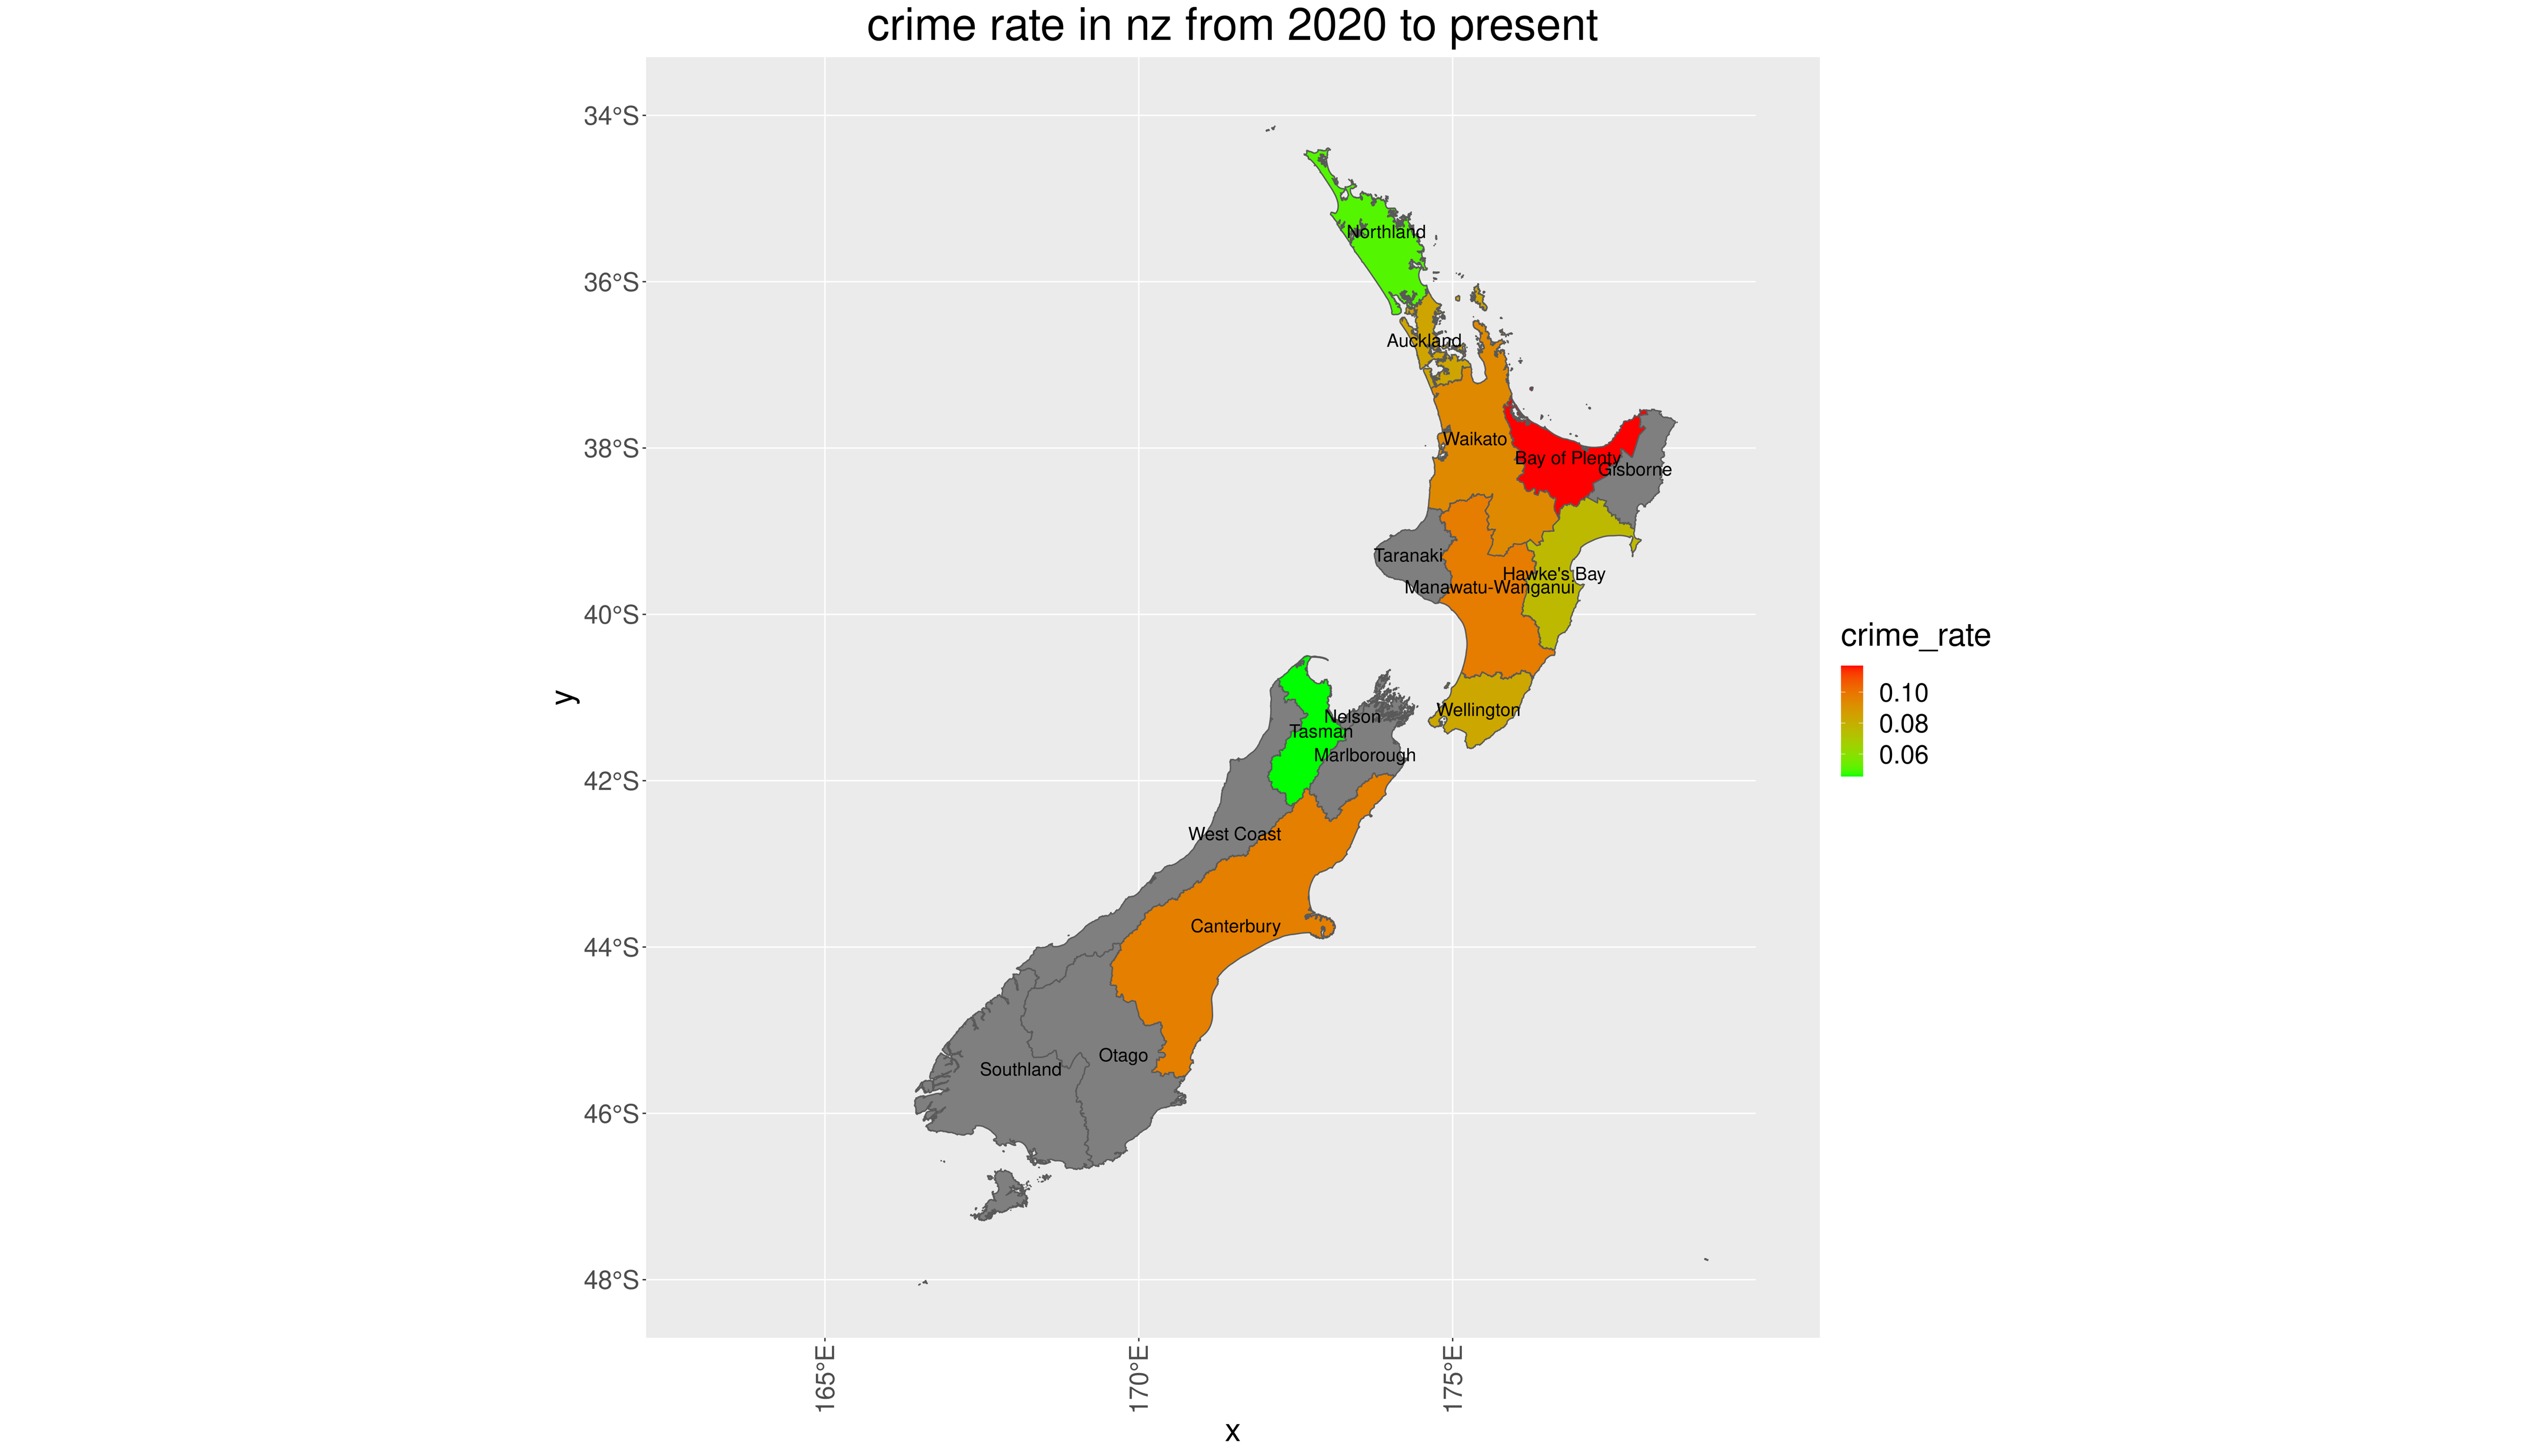 crime rate in nz from 2020 to present
34°S
36°S
38°S
40°S
42°S
44°S
46°S
48°S
y
Northland
Auckland
Waikato
Bay of Plenty
Gisborne
Taranaki
Hawke's Bay
Manawatu-Wanganui
Wellington
Nelson
Tasman
Marlborough
West Coast
Canterbury
Otago
Southland
crime_rate
0.10
0.08
0.06
165°E
170°E
175°E
x